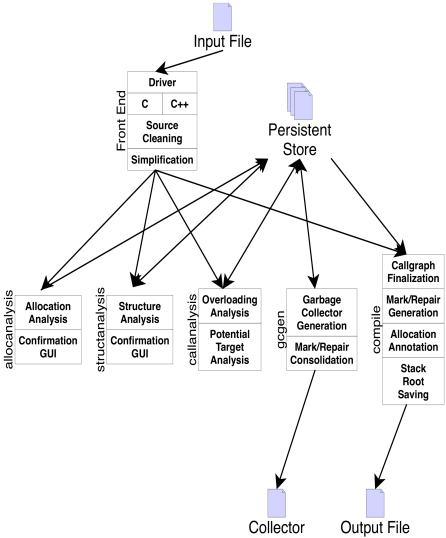 Input File
Front End
Driver
C
C++
Source
Cleaning
Simplification
Persistent
Store
allocanalysis
Allocation
Analysis
Confirmation
GUI
structanalysis
Structure
Analysis
Confirmation
GUI
callanalysis
Overloading
Analysis
Potential
Target
Analysis
gcgen
Garbage
Collector
Generation
Mark/Repair
Consolidation
compile
Callgraph
Finalization
Mark/Repair
Generation
Allocation
Annotation
Stack
Root
Saving
Collector
Output File